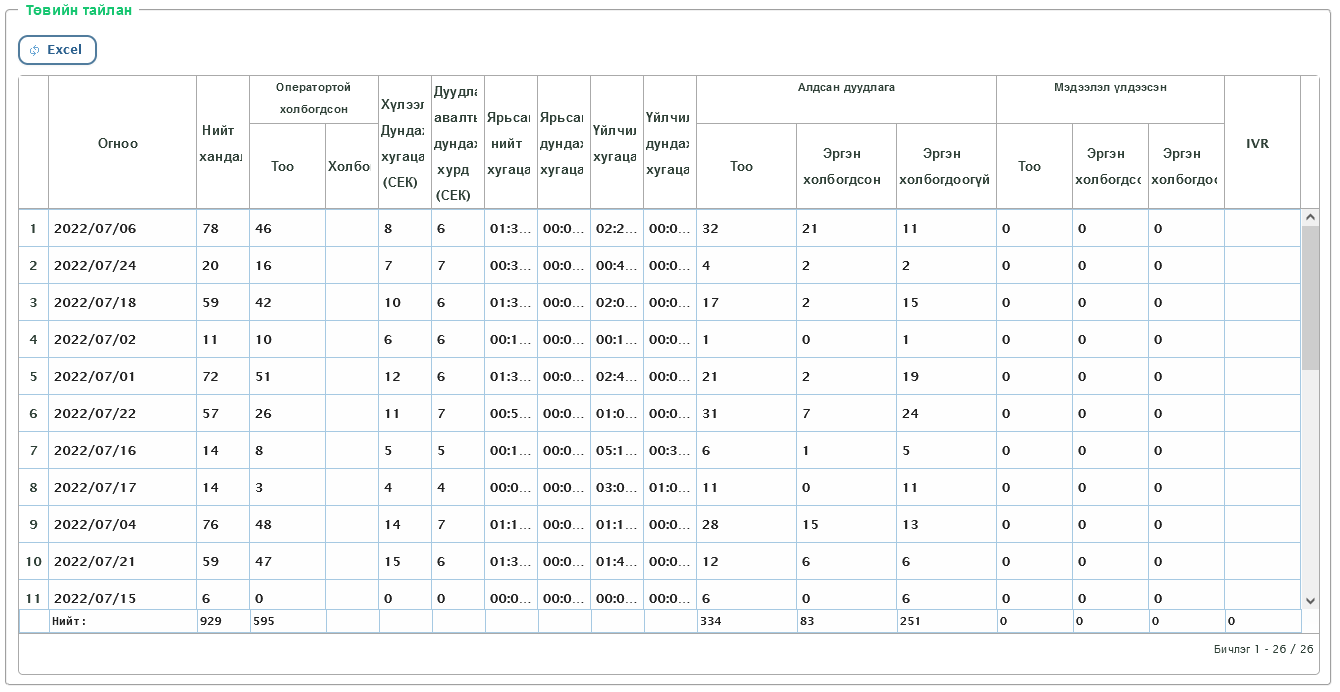 Төвийн тайлан
Excel
Огноо
Нийт
хандал
Оператортой
холбогдсон
Тоо
Холбо
Хүлээл
Дундаж
хугаца
(СЕК)
Дуудла
авалты
дундаж
хурд
(СЕК)
Ярьсан
нийт
хугаца
Ярьсан
дундаж
хугаца
Үйлчил
хугаца
Үйлчил
дундаж
хугаца
Алдсан дуудлага
Тоо
Эргэн
холбогдсон
Эргэн
холбогдоогүй
Мэдээлэл үлдээсэн
Тоо
Эргэн
холбогдсо
Эргэн
холбогдоо
IVR
1 2022/07/06 78 46 8 6 01:3... 00:0... 02:2... 00:0... 32 21 11 0 0 0
2 2022/07/24 20 16 7 7 00:3... 00:0... 00:4... 00:0... 4 2 2 0 0 0
3 2022/07/18 59 42 10 6 01:3... 00:0... 02:0... 00:0... 17 2 15 0 0 0
4 2022/07/02 11 10 6 6 00:1... 00:0... 00:1... 00:0... 1 0 1 0 0 0
5 2022/07/01 72 51 12 6 01:3... 00:0... 02:4... 00:0... 21 2 19 0 0 0
6 2022/07/22 57 26 11 7 00:5... 00:0... 01:0... 00:0... 31 7 24 0 0 0
7 2022/07/16 14 8 5 5 00:1... 00:0... 05:1... 00:3... 6 1 5 0 0 0
8 2022/07/17 14 3 4 4 00:0... 00:0... 03:0... 01:0... 11 0 11 0 0 0
9 2022/07/04 76 48 14 7 01:1... 00:0... 01:1... 00:0... 28 15 13 0 0 0
10 2022/07/21 59 47 15 6 01:3... 00:0... 01:4... 00:0... 12 6 6 0 0 0
11 2022/07/15 6 0 0 0 00:0... 00:0... 00:0... 00:0... 6 0 6 0 0 0
Нийт: 929 595 334 83 251 0 0 0 0
Бичлэг 1 - 26 / 26